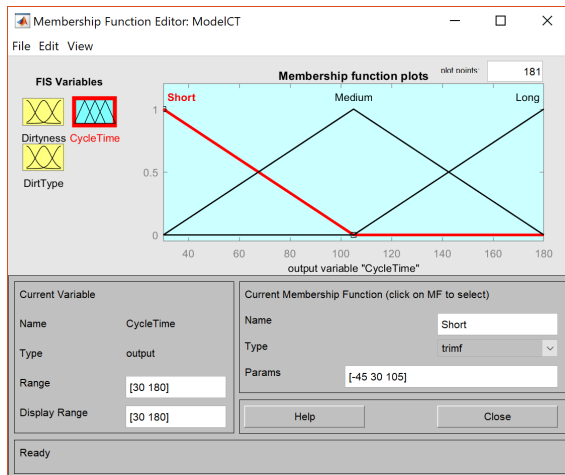 Membership Function Editor: ModelCT
File Edit View
FIS Variables
Dirtyness CycleTime
DirtType
Membership function plots
plot points: 181
Short Medium Long
1
0.5
0
40 60 80 100 120 140 160 180
output variable "CycleTime"
Current Variable
Name CycleTime
Type output
Range [30 180]
Display Range [30 180]
Current Membership Function (click on MF to select)
Name Short
Type trimf
Params [-45 30 105]
Help Close
Ready